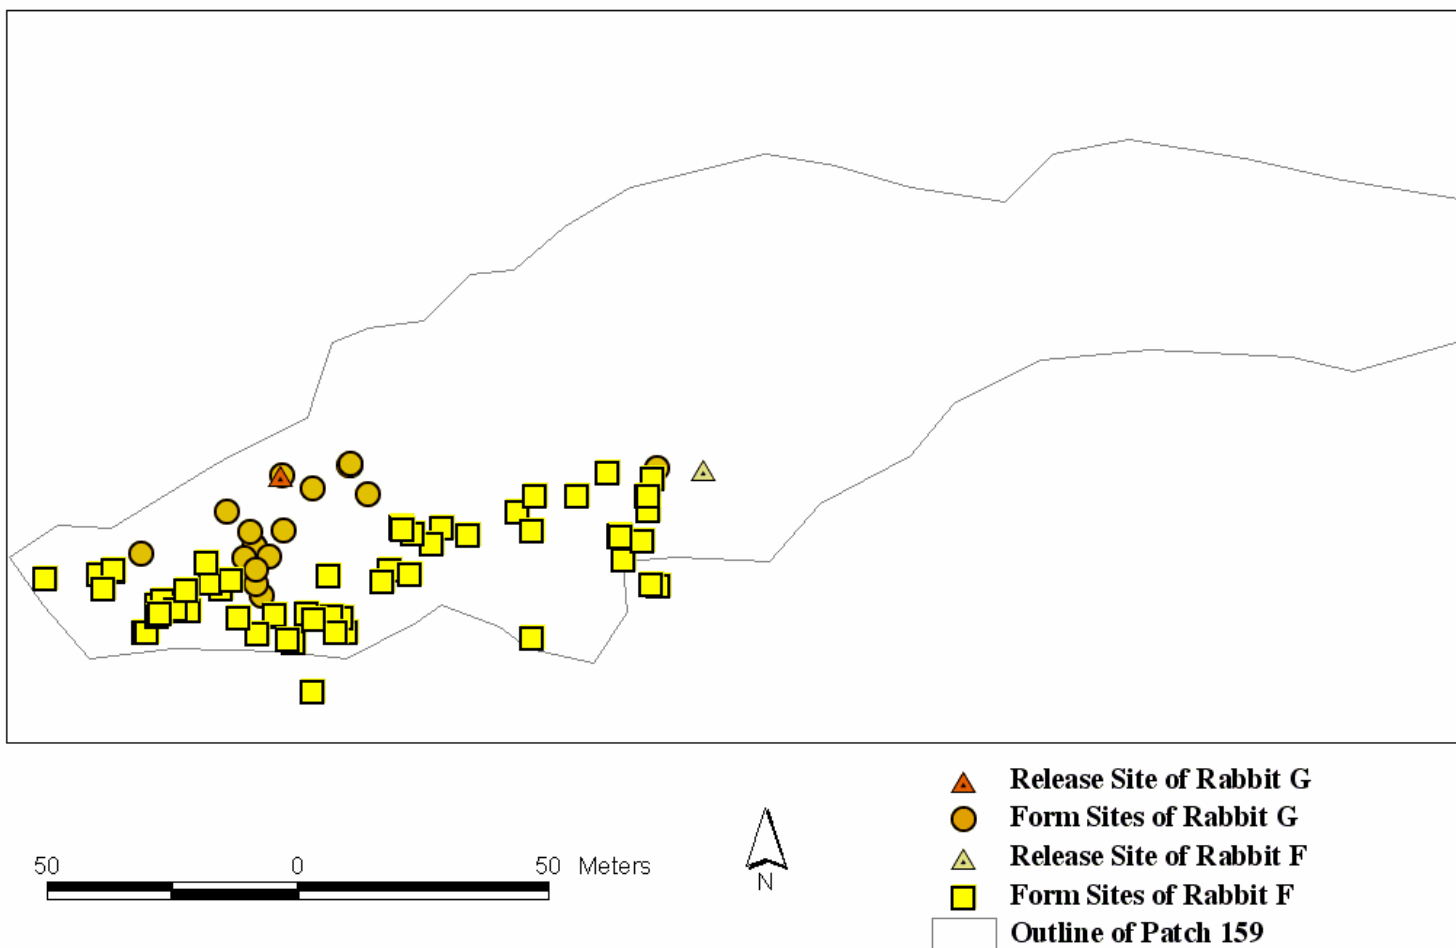 Release Site of Rabbit G
Form Sites of Rabbit G
Release Site of Rabbit F
Form Sites of Rabbit F
Outline of Patch 159
50 0 50 Meters
N